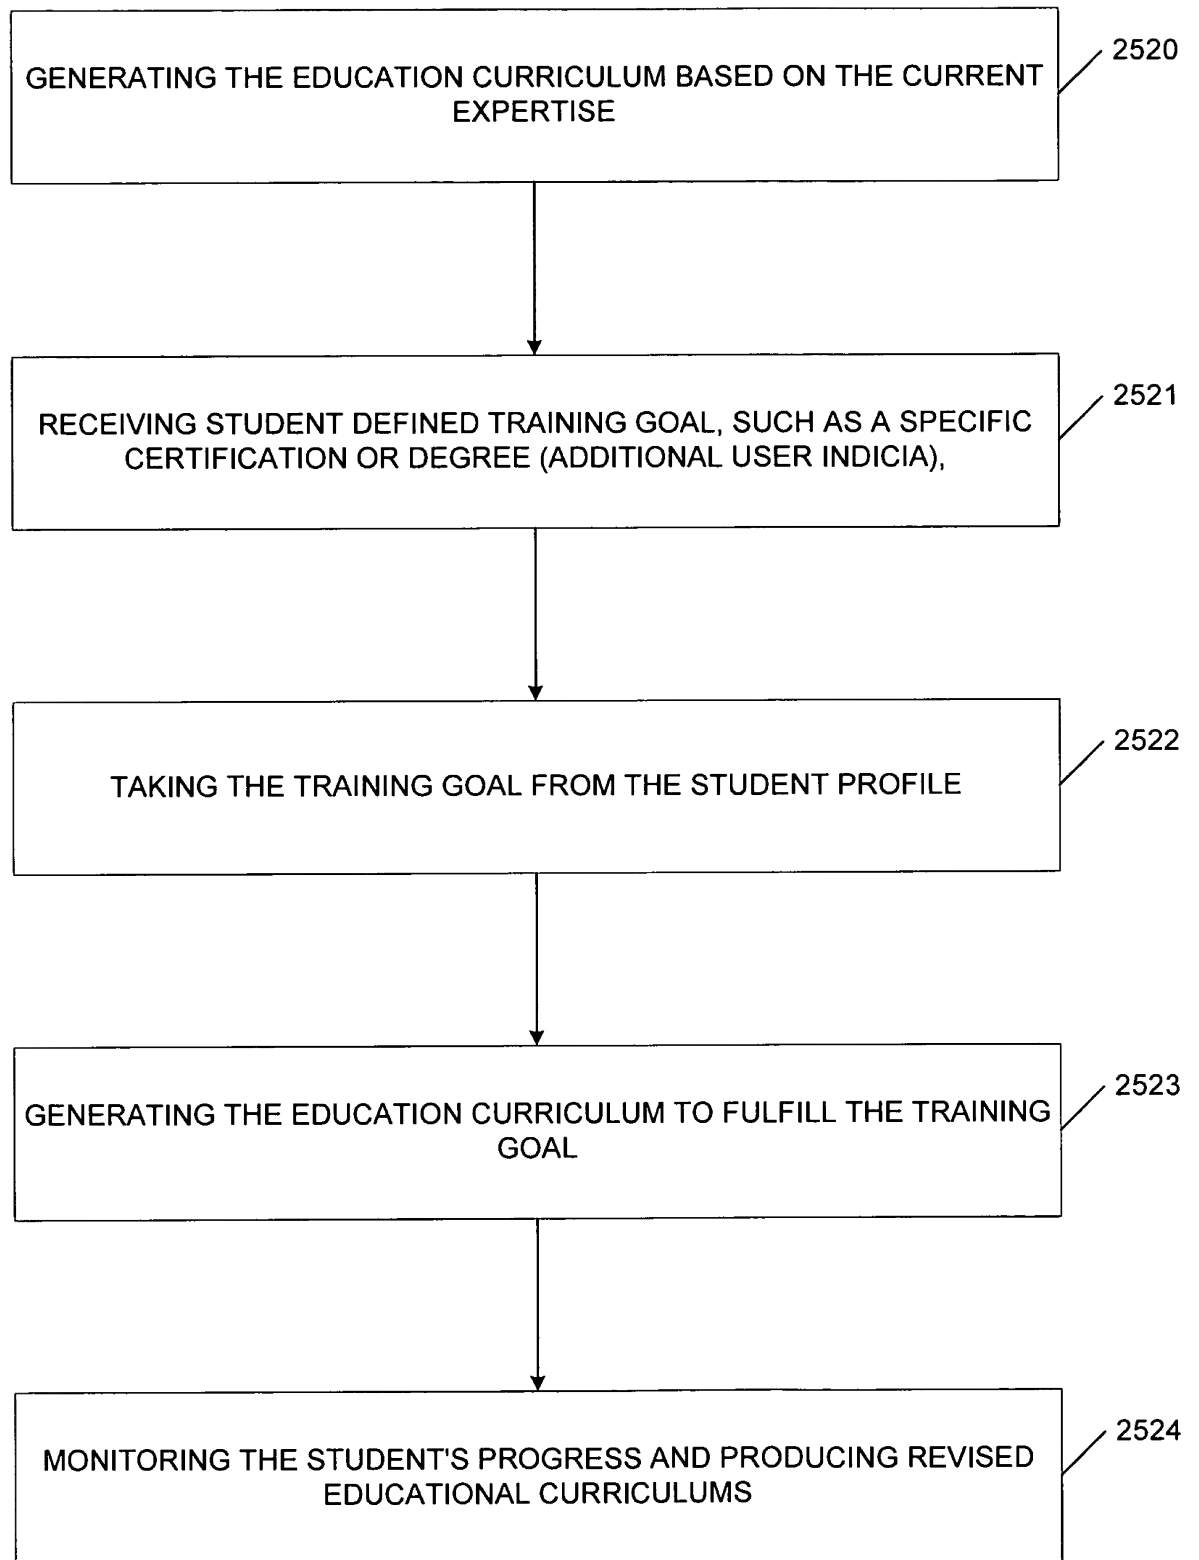 GENERATING THE EDUCATION CURRICULUM BASED ON THE CURRENT
EXPERTISE
2520
RECEIVING STUDENT DEFINED TRAINING GOAL, SUCH AS A SPECIFIC
CERTIFICATION OR DEGREE (ADDITIONAL USER INDICIA),
2521
TAKING THE TRAINING GOAL FROM THE STUDENT PROFILE
2522
GENERATING THE EDUCATION CURRICULUM TO FULFILL THE TRAINING
GOAL
2523
MONITORING THE STUDENT'S PROGRESS AND PRODUCING REVISED
EDUCATIONAL CURRICULUMS
2524